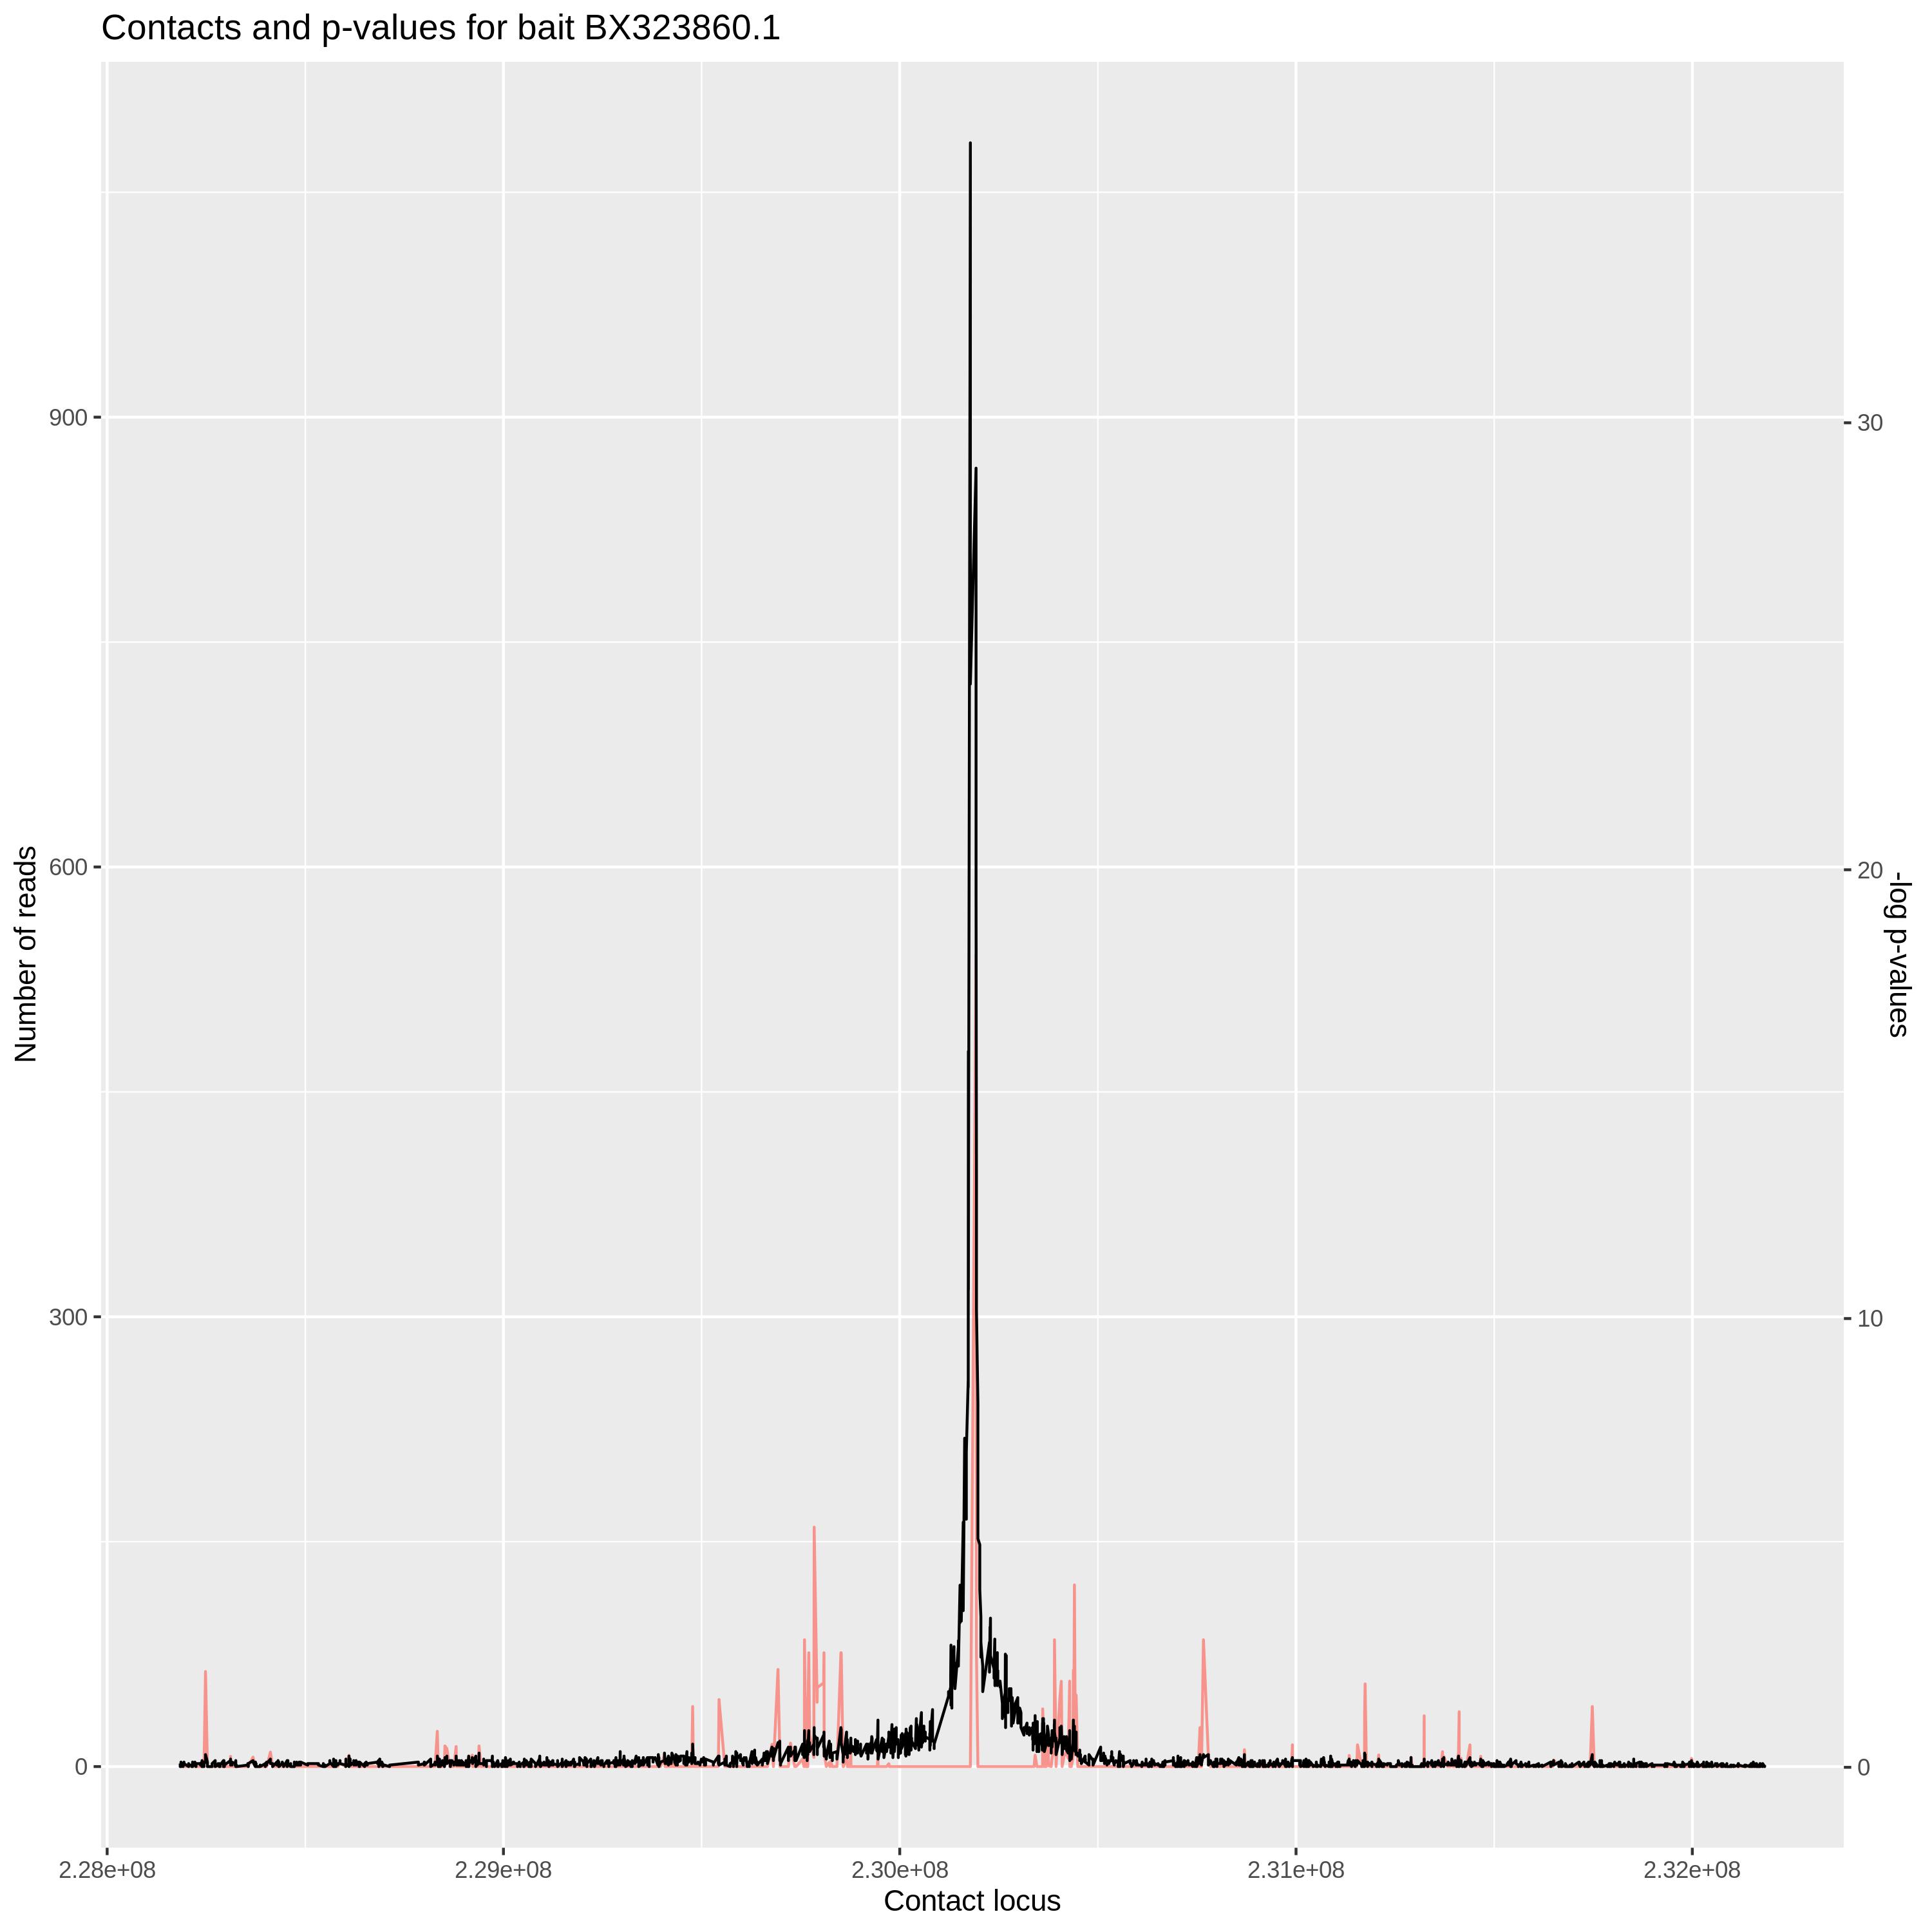 Contacts and p-values for bait BX323860.1
900
600
300
0
Number of reads
30
20
10
0
-log p-values
2.28e+08 2.29e+08 2.30e+08 2.31e+08 2.32e+08
Contact locus